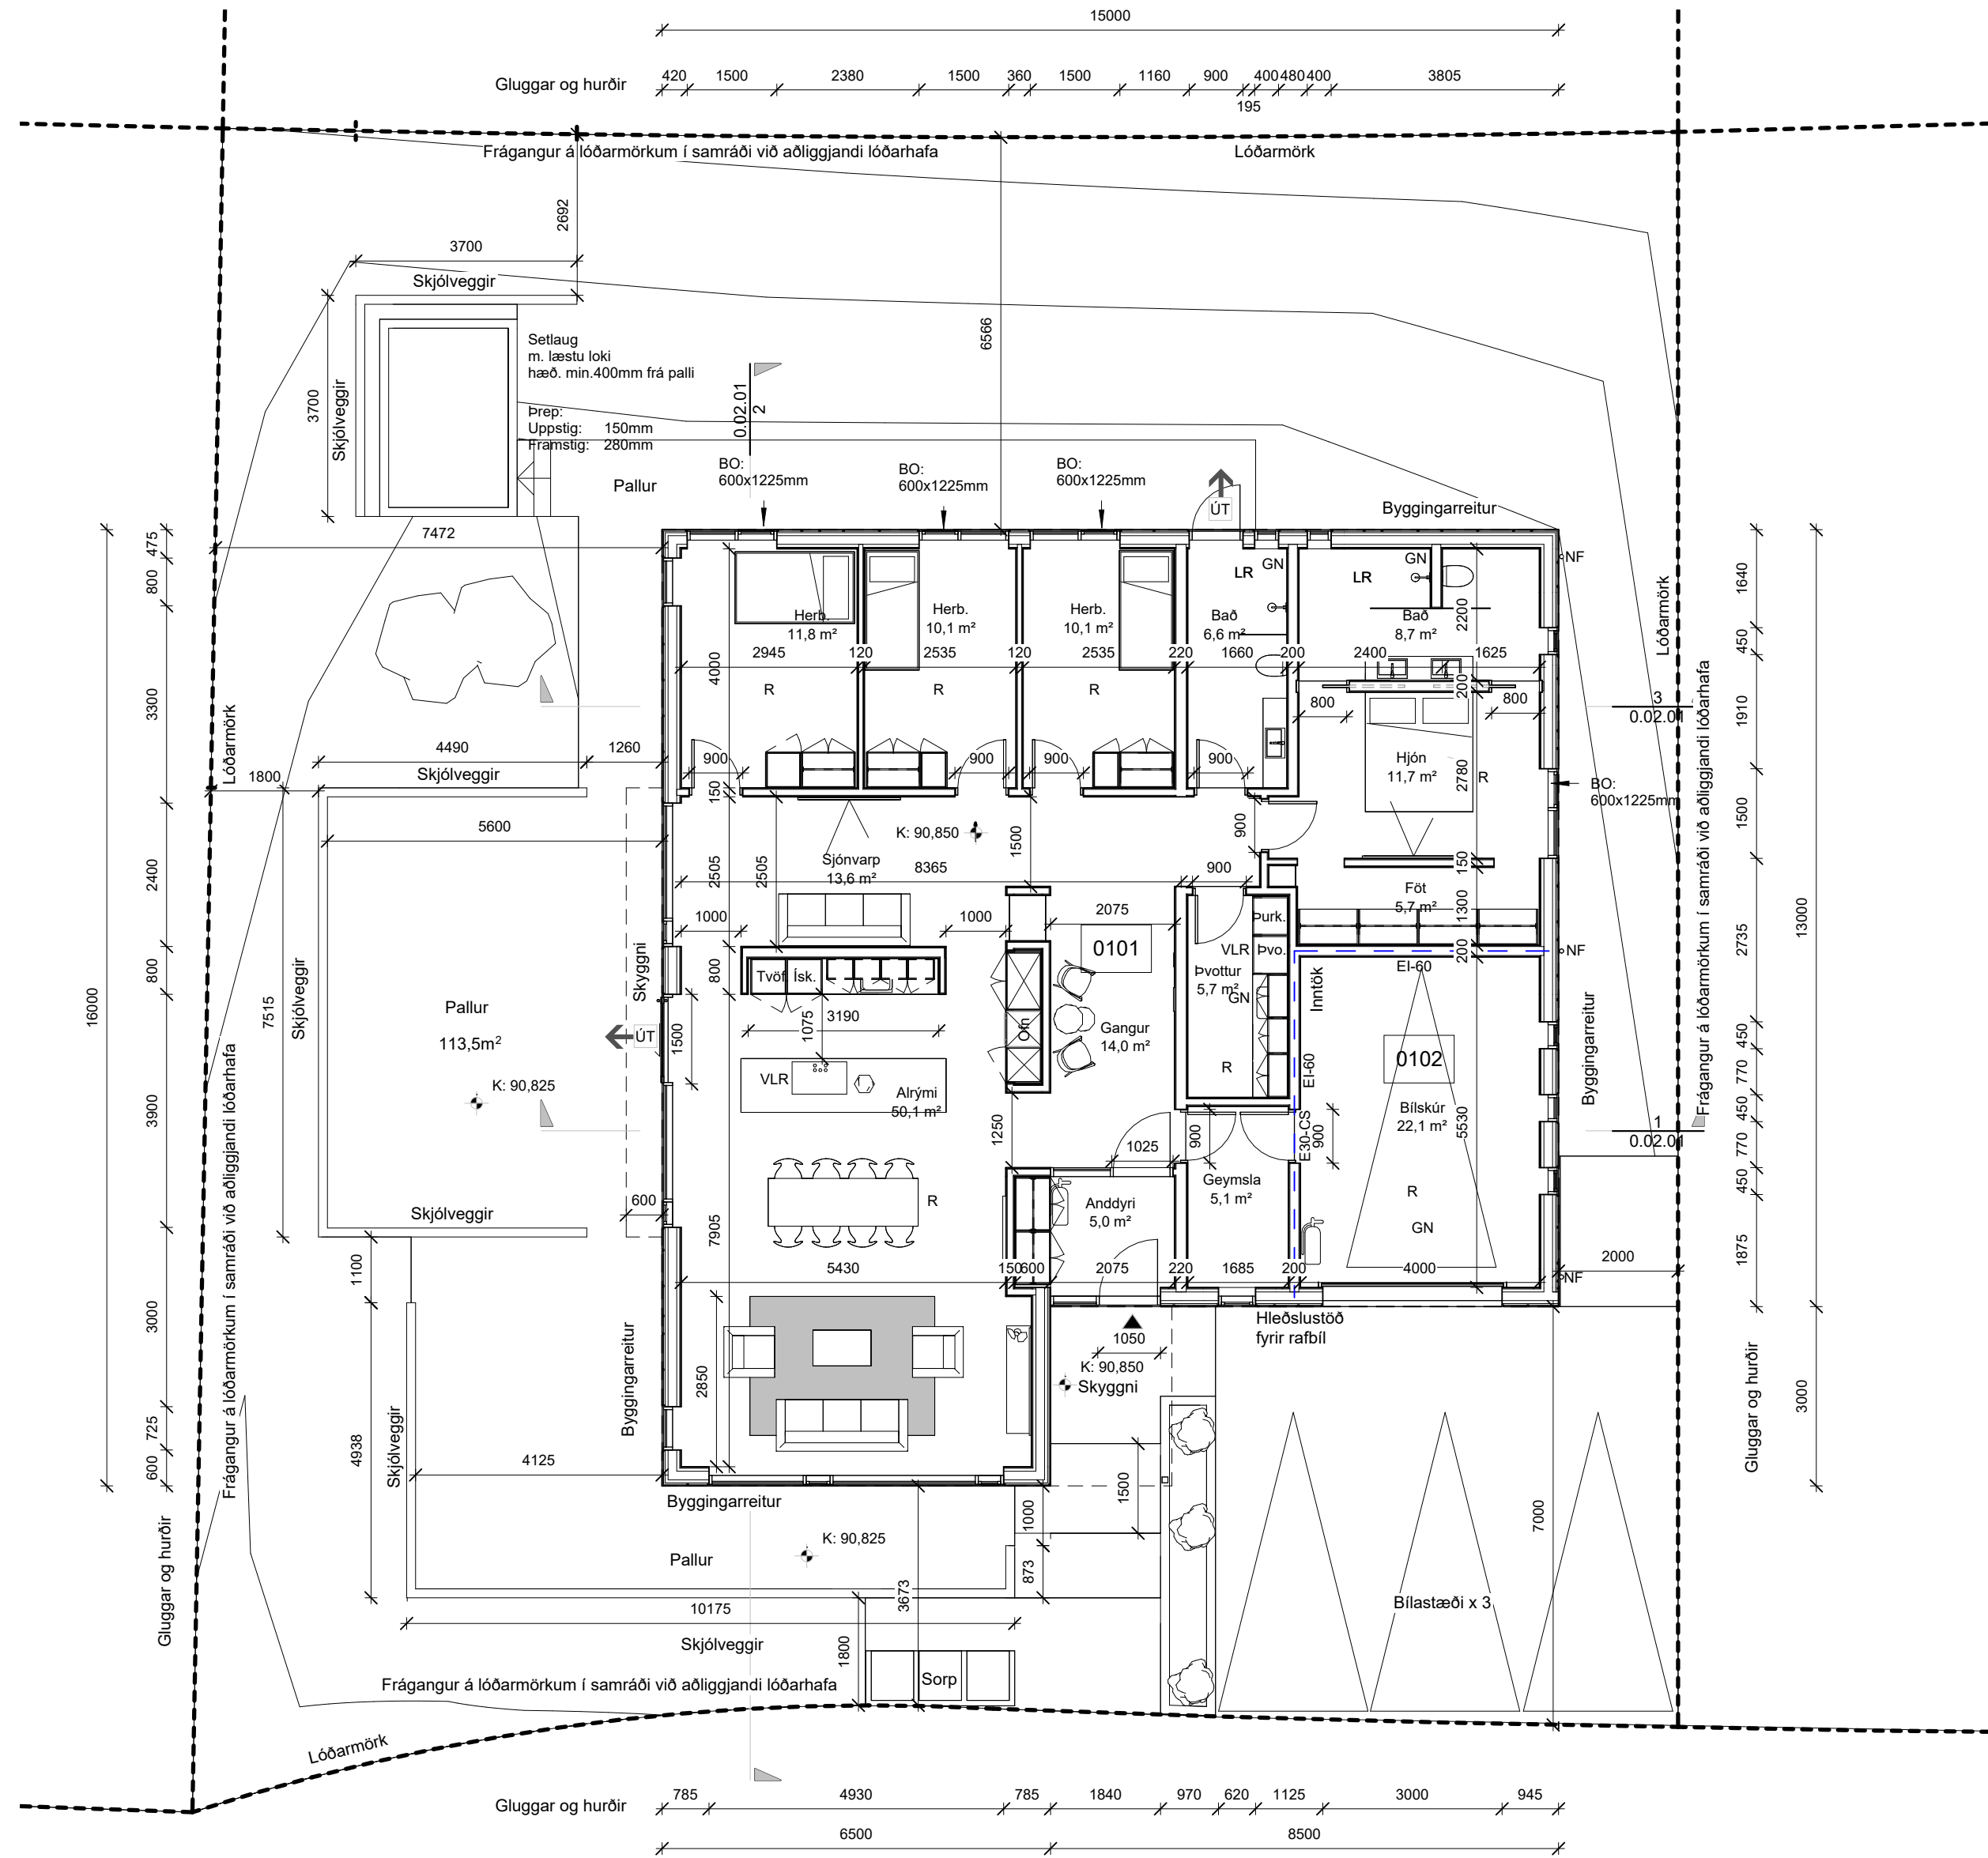 15000
Gluggar og hurðir
420 1500 2380 1500 360 1500 1160 900 400 480 400 3805
195
Frágangur á lóðarmörkum í samráði við aðliggjandi lóðarhafa
Lóðarmörk
2692
3700
Skjólveggir
6566
Setlaug
m. læstu loki
hæð. min.400mm frá palli
3700
Skjólveggir
0.02.01
2
Þrep:
Uppstig: 150mm
Framstig: 280mm
BO:
600x1225mm
BO:
600x1225mm
BO:
600x1225mm
Pallur
ÚT
Byggingarreitur
7472
475
800
3300
2400
800
3900
3000
725
600
16000
Gluggar og hurðir
GN
LR
LR
GN
NF
Herb.
11,8 m²
Herb.
10,1 m²
Herb.
10,1 m²
Bað
6,6 m²
Bað
8,7 m²
2200
4000
2945 120 2535 120 2535 220 1660 200 2400 1625
R
R
R
200
800
800
Lóðarmörk
3
0.02.01
Frágangur á lóðarmörkum í samráði við aðliggjandi lóðarhafa
1640
450
1910
450
1500
2735
450
770
450
770
450
1875
13000
3000
Gluggar og hurðir
Lóðarmörk
4490
1260
Skjólveggir
1800
900
900
900
900
Hjón
11,7 m²
2780
R
BO:
600x1225mm
150
5600
K: 90,850
1500
900
Sjónvarp
13,6 m²
8365
900
150
2505
2505
Föt
5,7 m²
1300
1000
1000
2075
0101
Þurk.
VLR
Þvo.
200
EI-60
NF
Skyggni
Skjólveggir
7515
800
Tvöf.
Ísk.
Þvottur
5,7 m²
GN
Inntök
Pallur
113,5m²
ÚT
1500
1075
3190
Ofn
Gangur
14,0 m²
0102
Byggingarreitur
K: 90,825
VLR
Alrými
50,1 m²
R
EI-60
Bílskúr
22,1 m²
5530
1
0.02.01
1250
1025
900
E30-CS
900
Frágangur á lóðarmörkum í samráði við aðliggjandi lóðarhafa
600
Skjólveggir
R
Anddyri
5,0 m²
Geymsla
5,1 m²
R
GN
7905
1100
5430 150 600 2075 220 1685 200 4000
NF
2000
Hleðslustöð
fyrir rafbíl
1050
K: 90,850
Skyggni
Byggingarreitur
2850
Skjólveggir
4938
4125
Byggingarreitur
1500
1000
873
7000
K: 90,825
Pallur
3673
Bílastæði x 3
10175
Skjólveggir
1800
Frágangur á lóðarmörkum í samráði við aðliggjandi lóðarhafa
Sorp
Lóðarmörk
Gluggar og hurðir
785 4930 785 1840 970 620 1125 3000 945
6500 8500